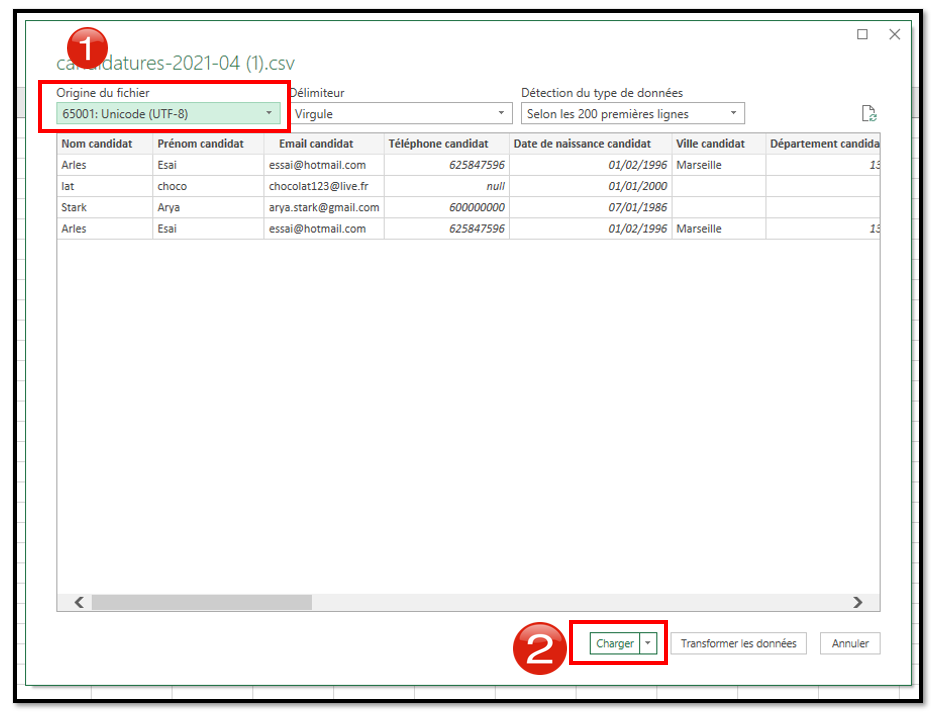 1
candidatures-2021-04 (1).csv
Origine du fichier Délimiteur Détection du type de données
65001: Unicode (UTF-8) Virgule Selon les 200 premières lignes
Nom candidat Prénom candidat Email candidat Téléphone candidat Date de naissance candidat Ville candidat Département candida
Arles Esai essai@hotmail.com 625847596 01/02/1996 Marseille 13
lat choco chocolat123@live.fr null 01/01/2000
Stark Arya arya.stark@gmail.com 600000000 07/01/1986
Arles Esai essai@hotmail.com 625847596 01/02/1996 Marseille 13
2 Charger Transformer les données Annuler